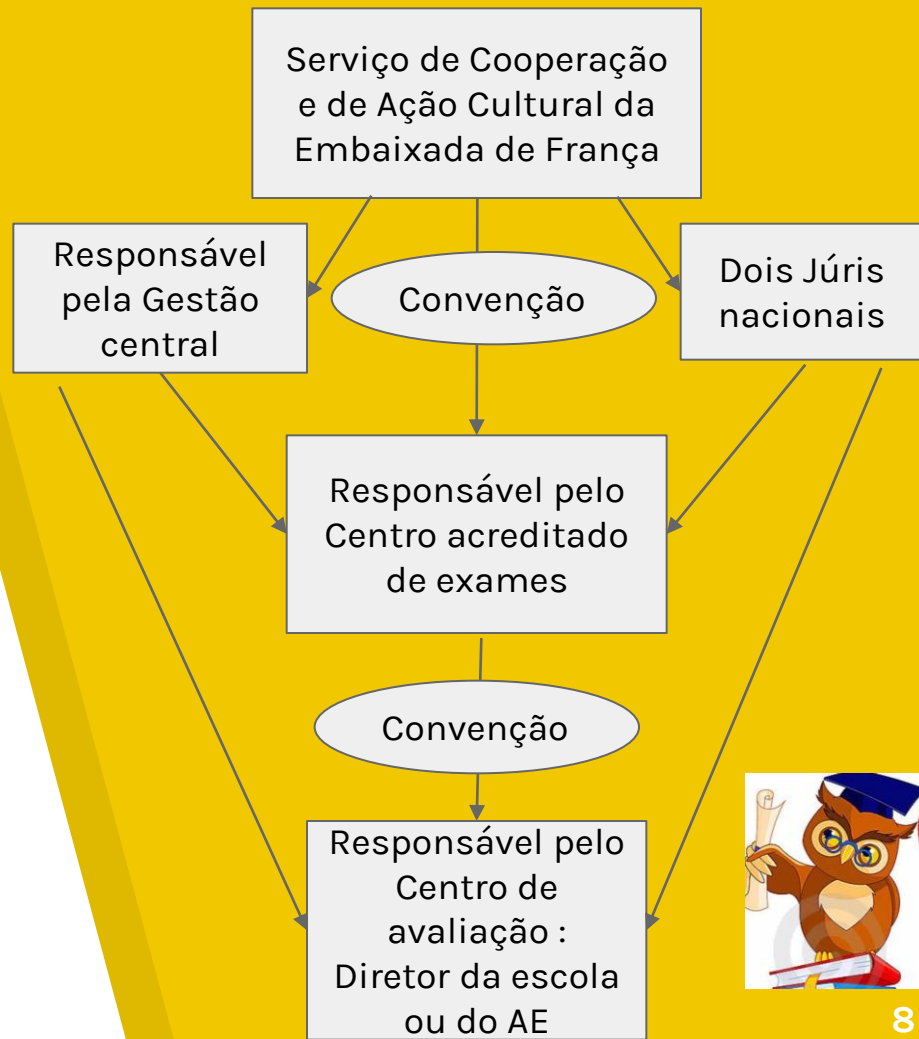 Serviço de Cooperação
e de Ação Cultural da
Embaixada de França
Responsável
pela Gestão
central
Convenção
Dois Júris
nacionais
Responsável pelo
Centro acreditado
de exames
Convenção
Responsável pelo
Centro de
avaliação :
Diretor da escola
ou do AE
8